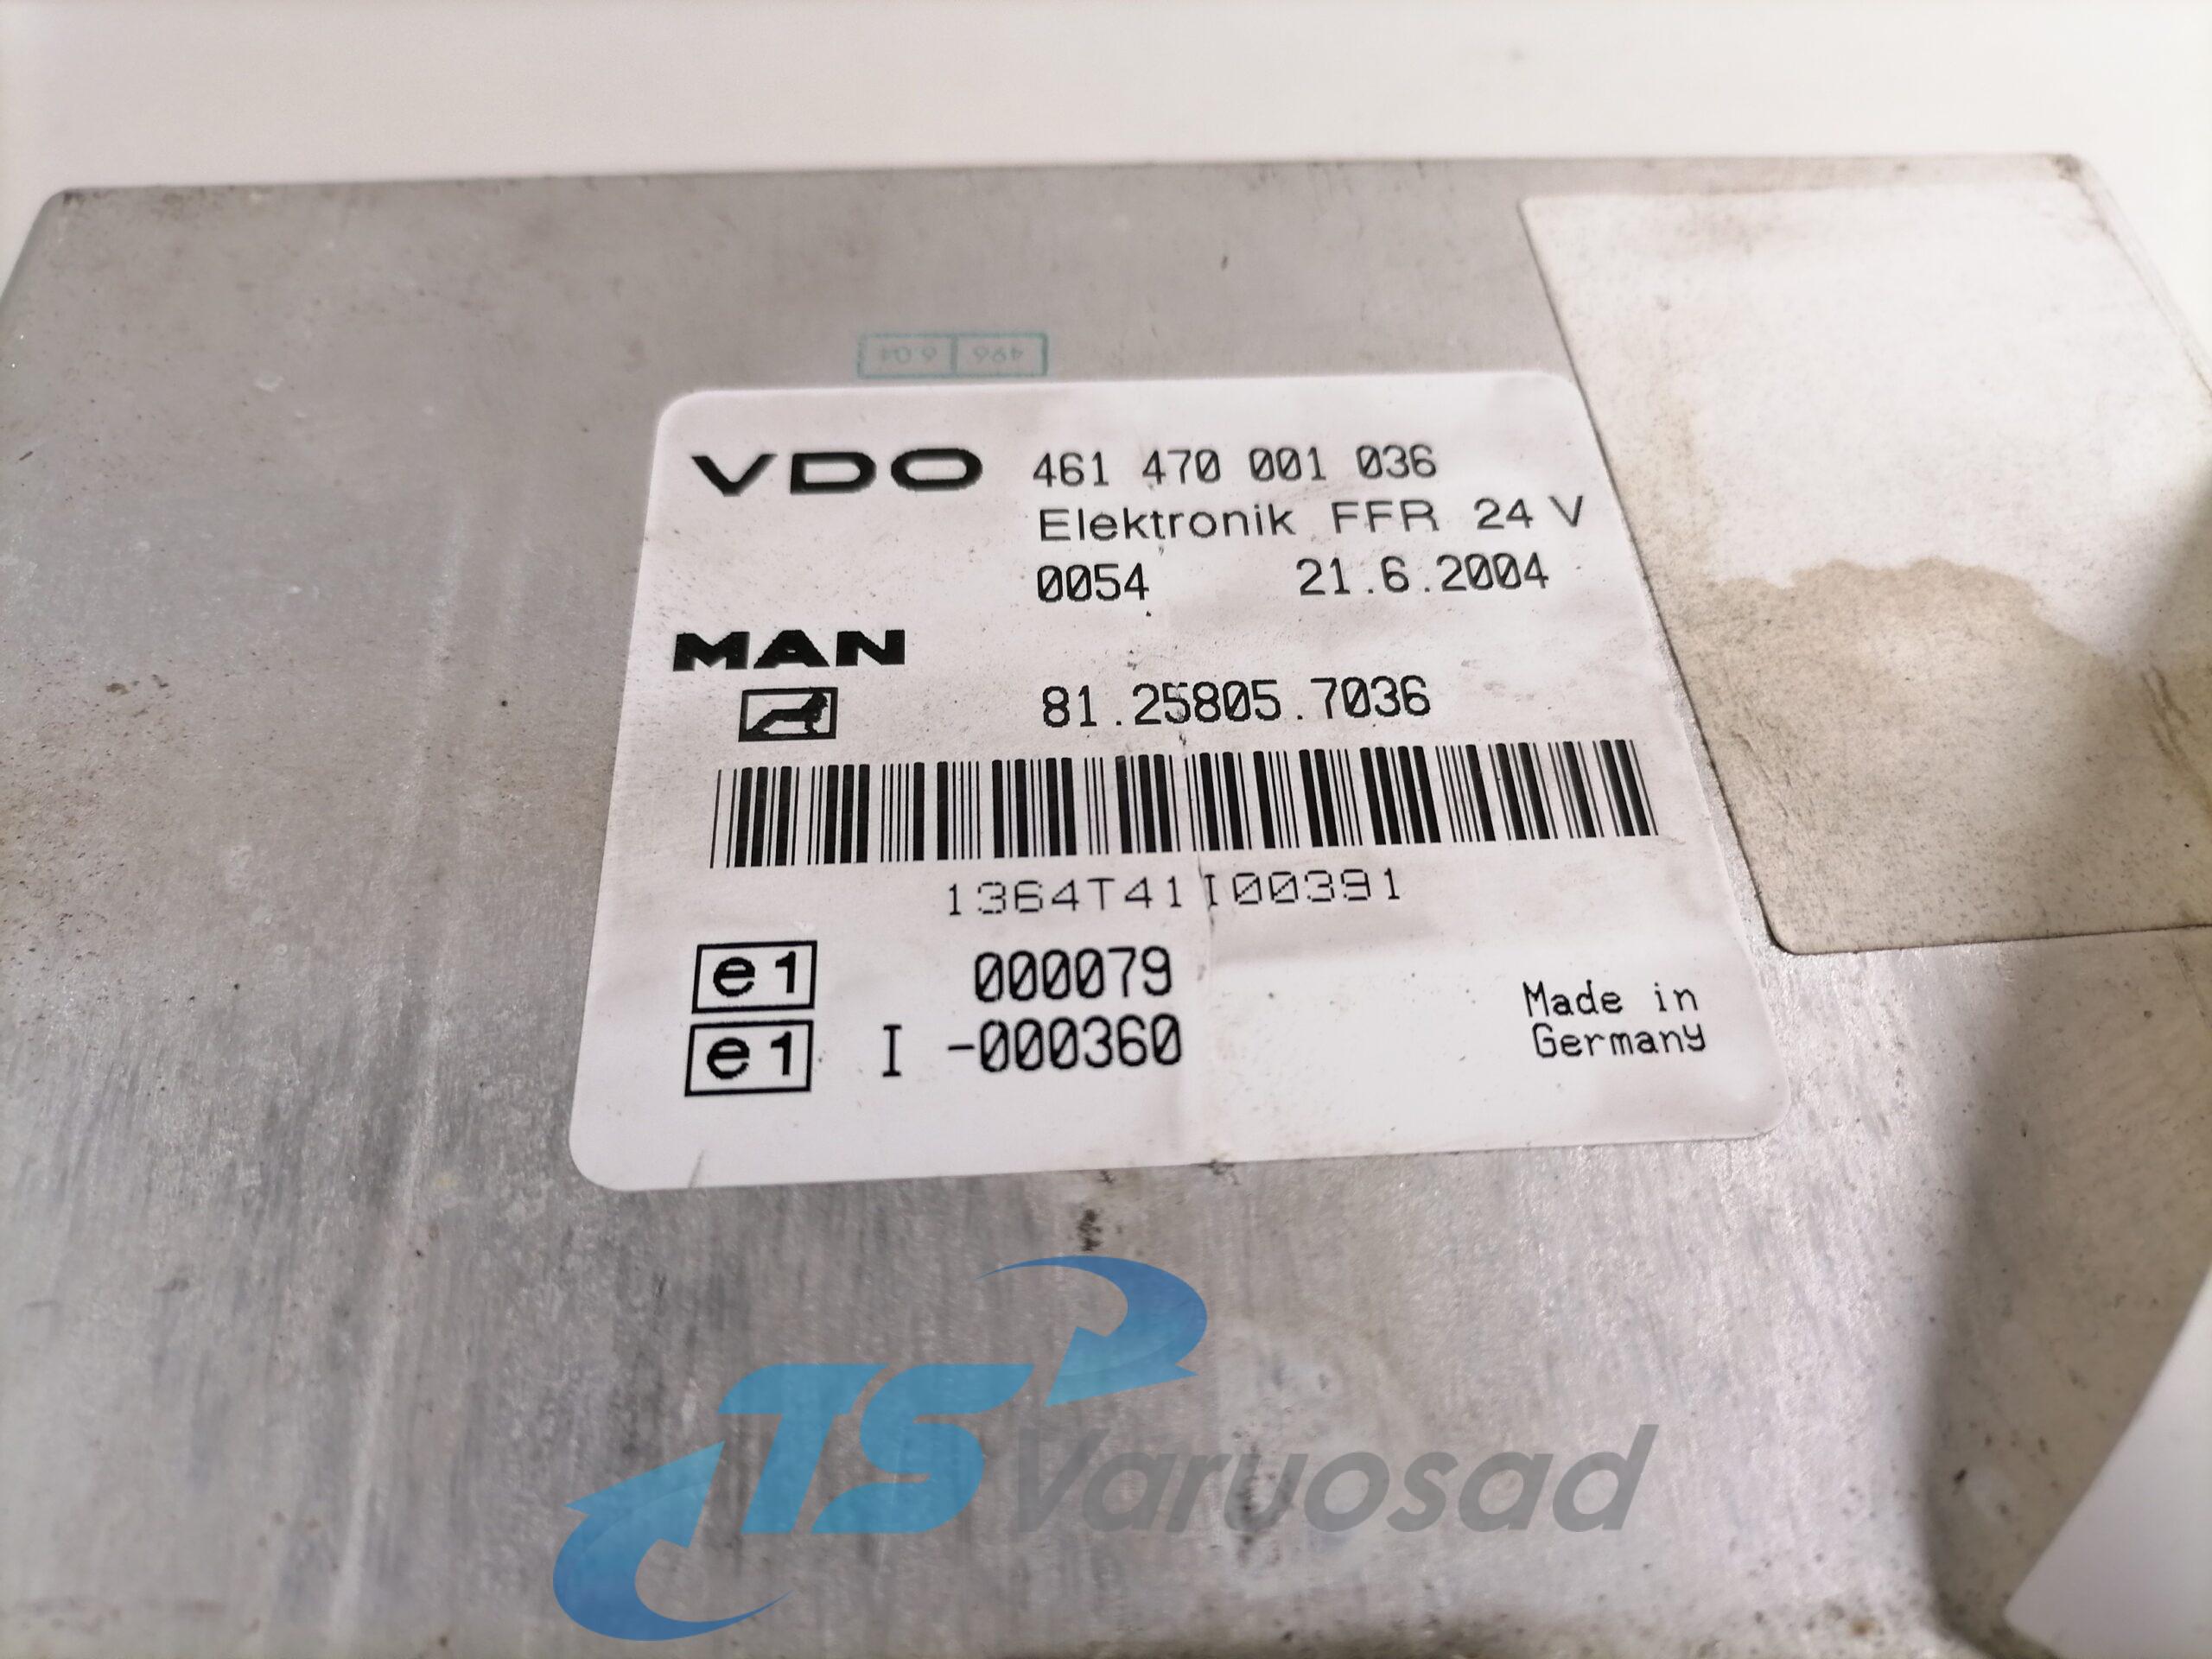 VDO 461 470 001 036
Elektronik FFR 24 V
0054 21.6.2004
MAN
81.25805.7036
1364T41I00391
e1 000079
e1 I -000360
Made in
Germany
TS Varuosad